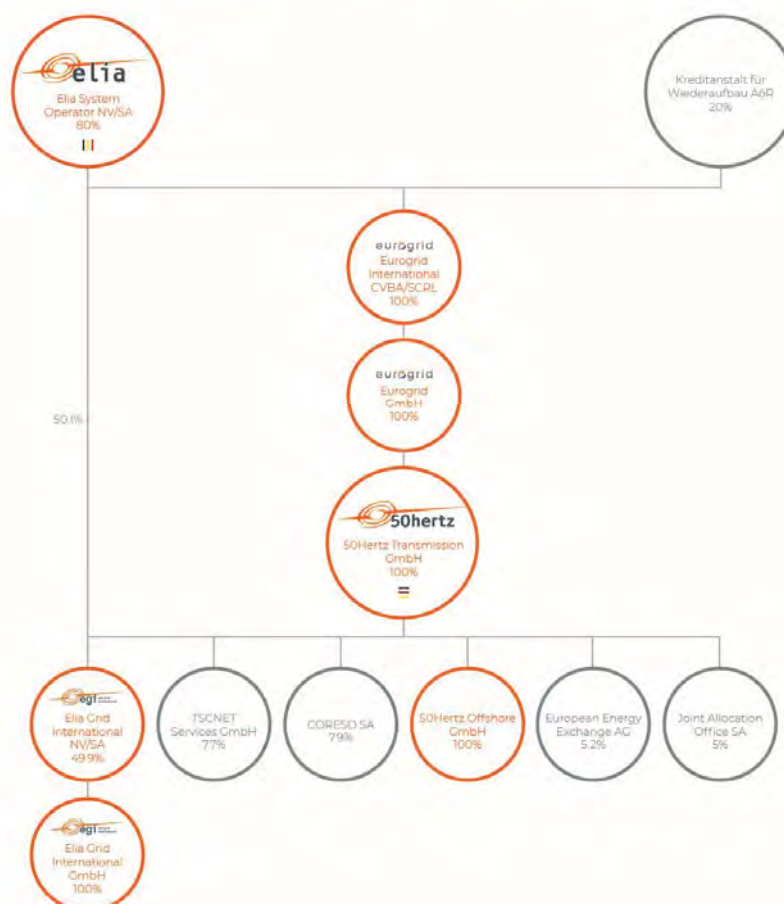 elia
Elia System
Operator NV/SA
80%
Kreditanstalt für
Wiederaufbau AöR
20%
eurogrid
Eurogrid
International
CVBA/SCRL
100%
eurogrid
Eurogrid
GmbH
100%
50.1%
50hertz
50Hertz Transmission
GmbH
100%
egi
Elia Grid
International
NV/SA
49.9%
TSCNET
Services GmbH
7.7%
CORESO SA
7.9%
50Hertz Offshore
GmbH
100%
European Energy
Exchange AG
5.2%
Joint Allocation
Office SA
5%
egi
Elia Grid
International
GmbH
100%